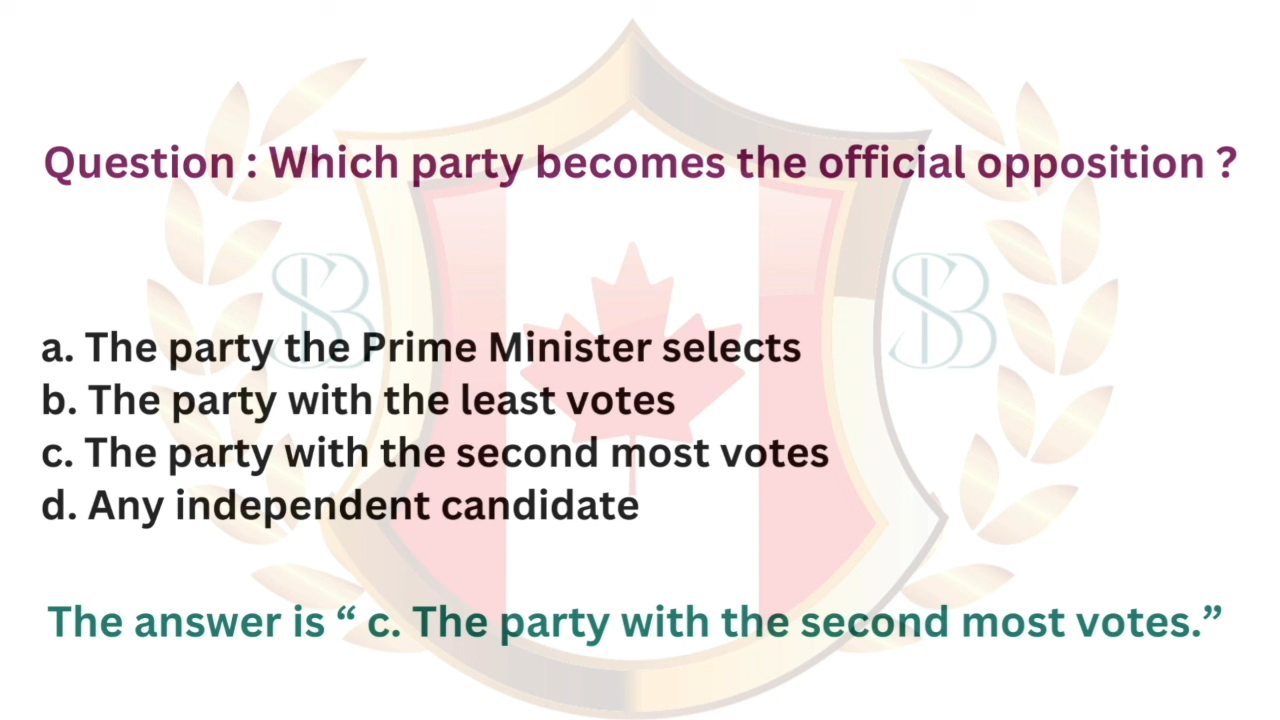 Question : Which party becomes the official opposition ?
SB SB
a. The party the Prime Minister selects
b. The party with the least votes
c. The party with the second most votes
d. Any independent candidate
The answer is “ c. The party with the second most votes.”